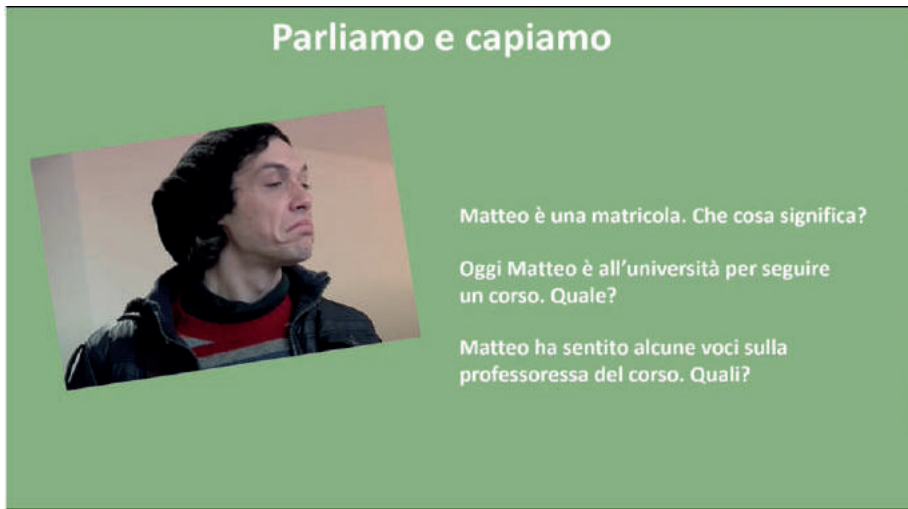 Parliamo e capiamo
Matteo è una matricola. Che cosa significa?
Oggi Matteo è all'università per seguire
un corso. Quale?
Matteo ha sentito alcune voci sulla
professoressa del corso. Quali?